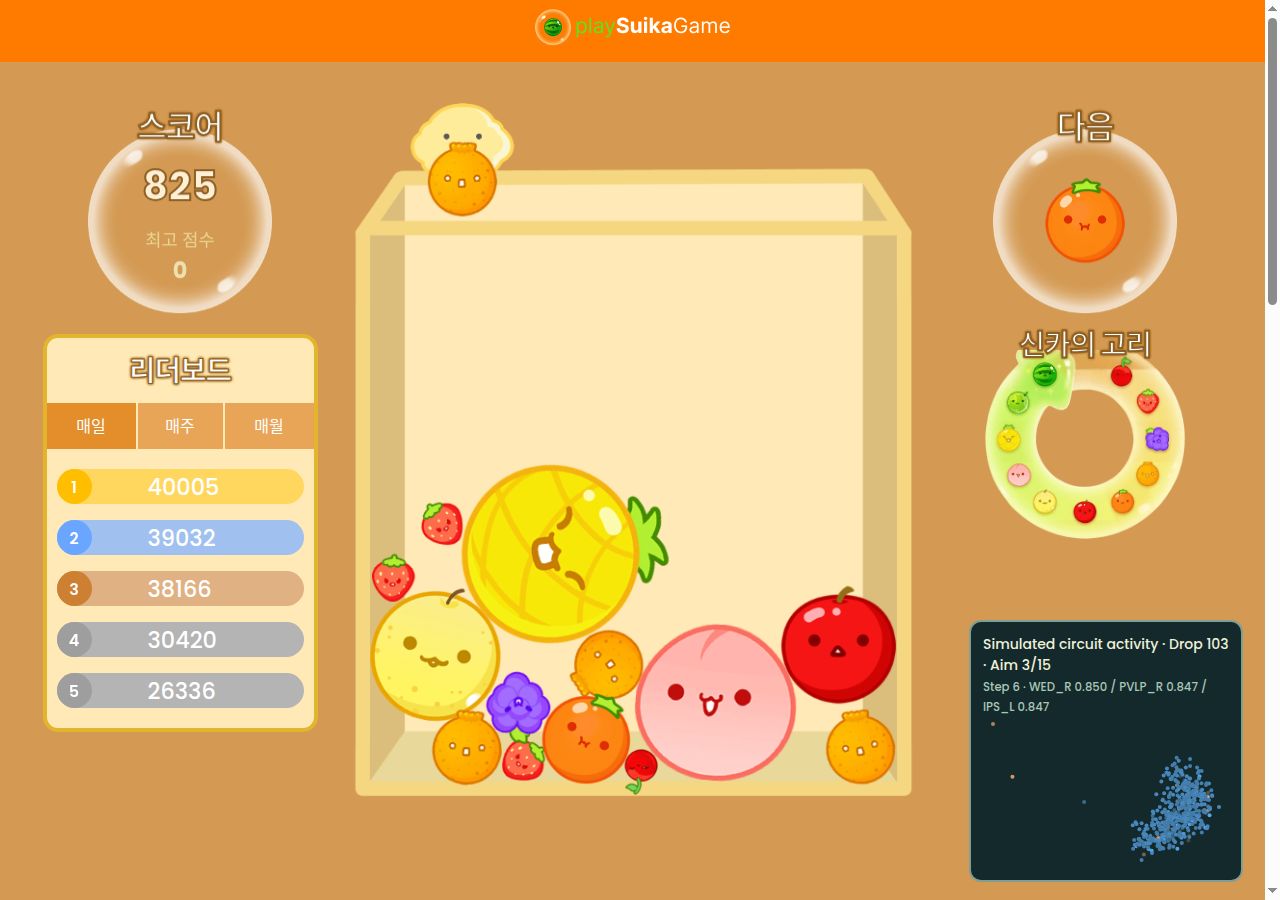 playSuikaGame
스코어
825
최고 점수
0
다음
리더보드
매일 매주 매월
1 40005
2 39032
3 38166
4 30420
5 26336
신카의 고리
Simulated circuit activity · Drop 103
· Aim 3/15
Step 6 · WED_R 0.850 / PVLP_R 0.847 /
IPS_L 0.847